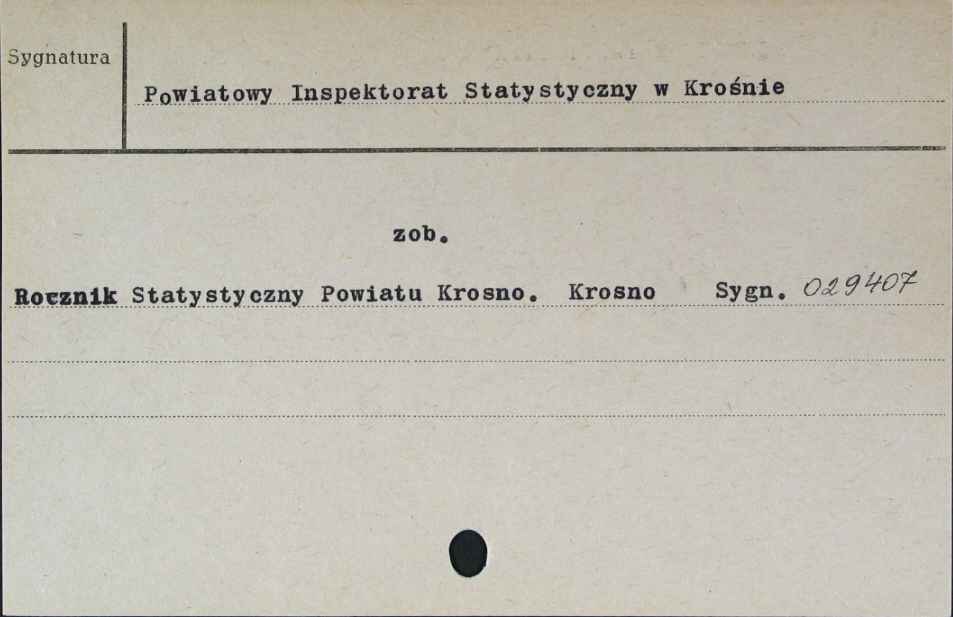 Sygnatura
Powiatowy Inspektorat Statystyczny w Krośnie
zob.
Rocznik Statystyczny Powiatu Krosno. Krosno Sygn. 029407